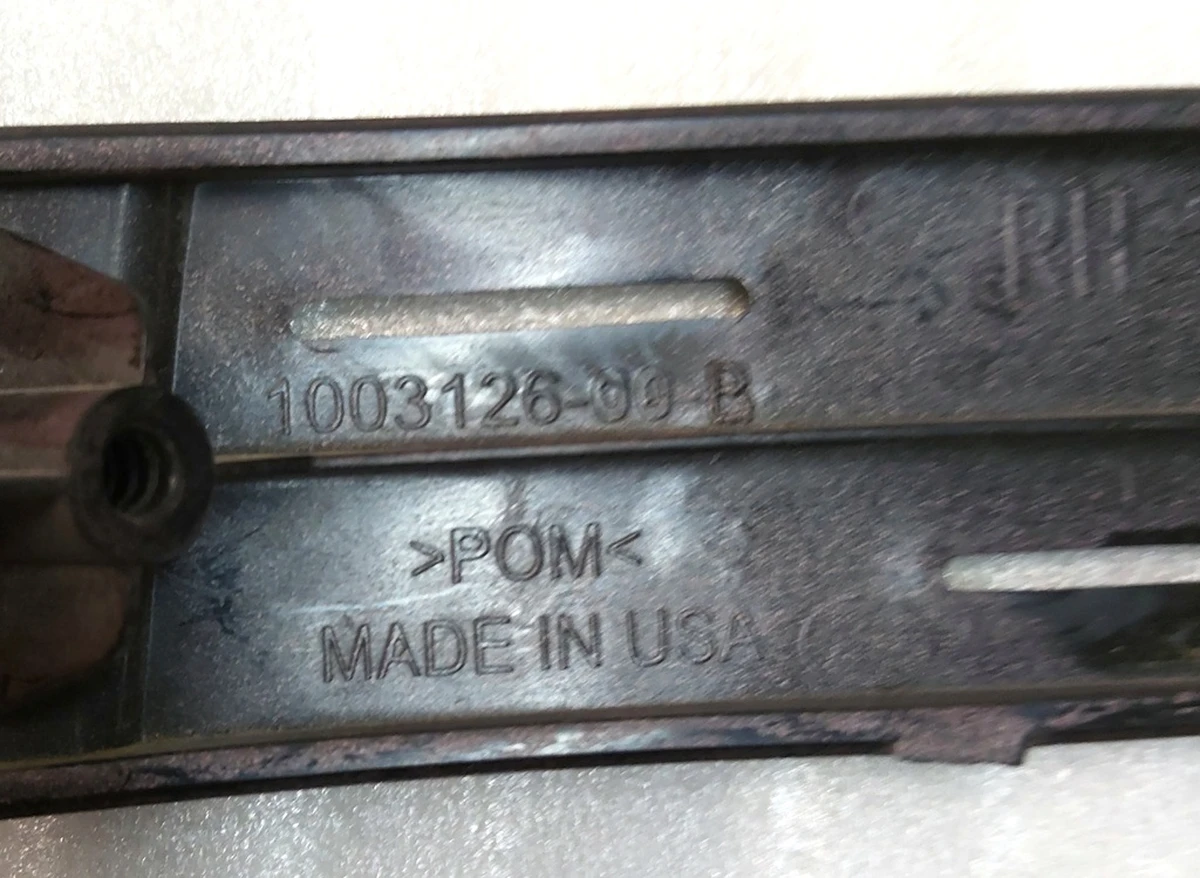 RH
1003126-00-B
>POM<
MADE IN USA